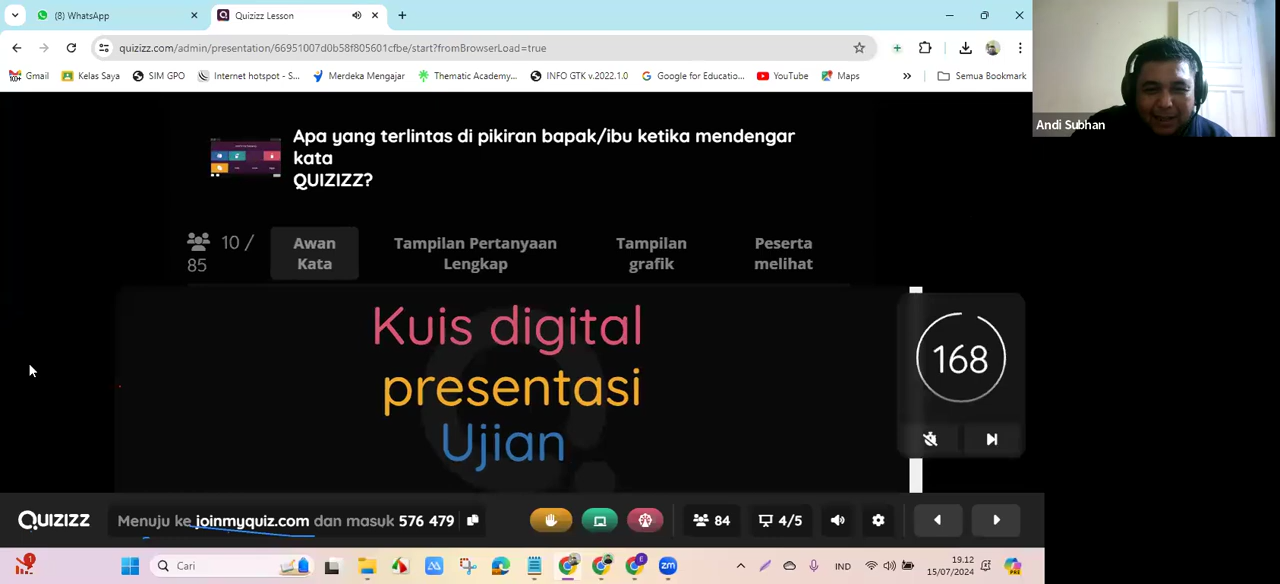 (8) WhatsApp
Quizizz Lesson
quizizz.com/admin/presentation/66951007d0b58f805601cfbe/start?fromBrowserLoad=true
Gmail Kelas Saya SIM GPO Internet hotspot - S... Merdeka Mengajar Thematic Academy... INFO GTK v.2022.1.0 Google for Educatio... YouTube Maps » Semua Bookmark
Andi Subhan
Apa yang terlintas di pikiran bapak/ibu ketika mendengar
kata
QUIZIZZ?
10 /
85
Awan
Kata
Tampilan Pertanyaan
Lengkap
Tampilan
grafik
Peserta
melihat
Kuis digital
presentasi
Ujian
168
QUIZIZZ Menuju ke joinmyquiz.com dan masuk 576 479 84 4/5
Cari IND 19.12
15/07/2024